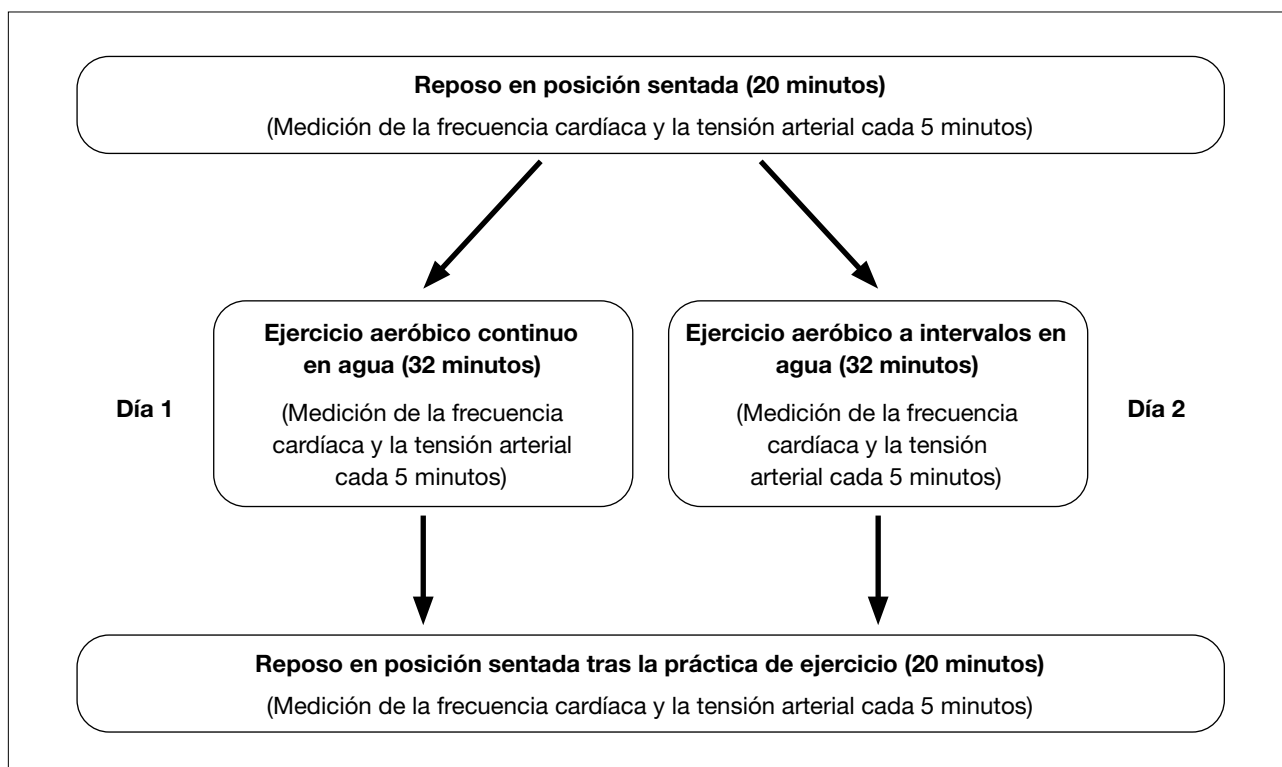 Reposo en posición sentada (20 minutos)
(Medición de la frecuencia cardíaca y la tensión arterial cada 5 minutos)
Ejercicio aeróbico continuo
en agua (32 minutos)
(Medición de la frecuencia
cardíaca y la tensión arterial
cada 5 minutos)
Día 1
Ejercicio aeróbico a intervalos en
agua (32 minutos)
(Medición de la frecuencia
cardíaca y la tensión
arterial cada 5 minutos)
Día 2
Reposo en posición sentada tras la práctica de ejercicio (20 minutos)
(Medición de la frecuencia cardíaca y la tensión arterial cada 5 minutos)